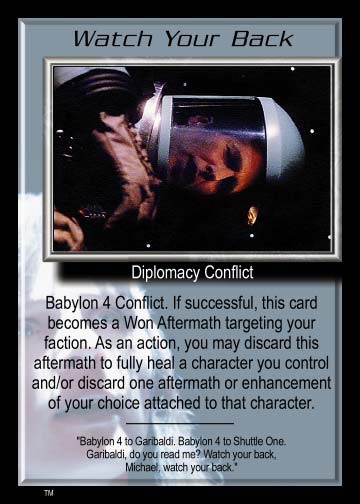 Watch Your Back
Diplomacy Conflict
Babylon 4 Conflict. If successful, this card
becomes a Won Aftermath targeting your
faction. As an action, you may discard this
aftermath to fully heal a character you control
and/or discard one aftermath or enhancement
of your choice attached to that character.
"Babylon 4 to Garibaldi. Babylon 4 to Shuttle One.
Garibaldi, do you read me? Watch your back,
Michael, watch your back."
TM